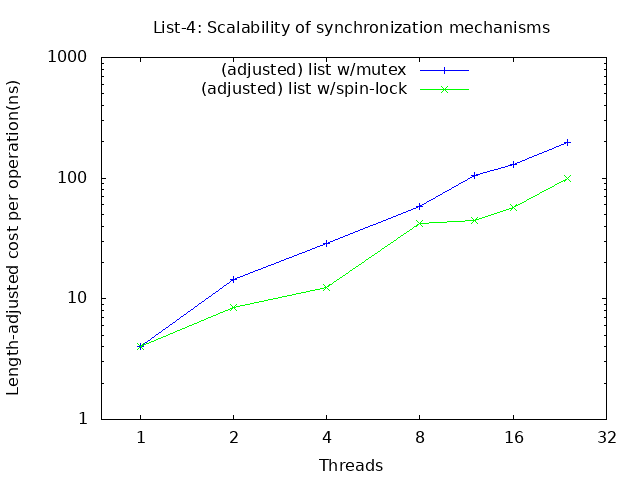 List-4: Scalability of synchronization mechanisms
1000
100
10
1
Length-adjusted cost per operation(ns)
(adjusted) list w/mutex
(adjusted) list w/spin-lock
1 2 4 8 16 32
Threads